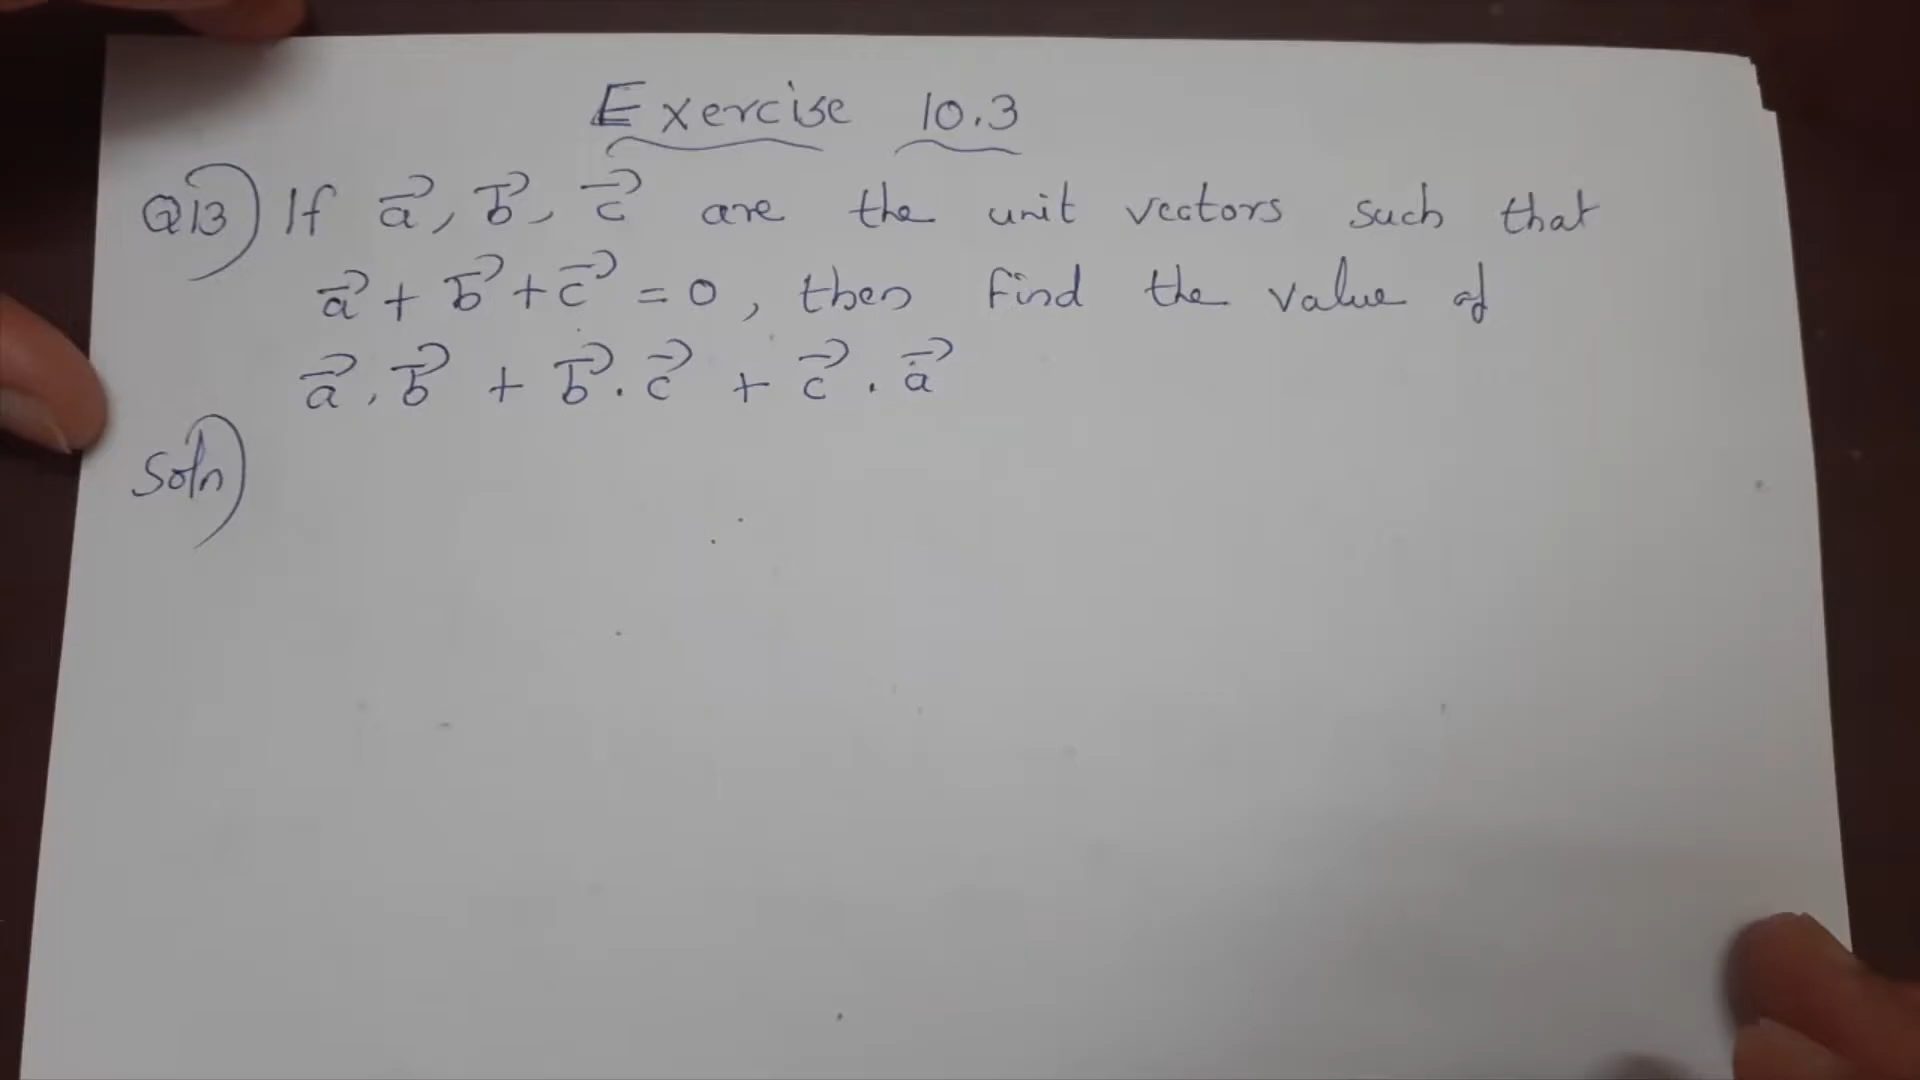 Exercise 10.3
Q13) If a⃗, b⃗, c⃗ are the unit vectors such that
a⃗ + b⃗ + c⃗ = 0, then find the value of
a⃗ . b⃗ + b⃗ . c⃗ + c⃗ . a⃗
Soln)